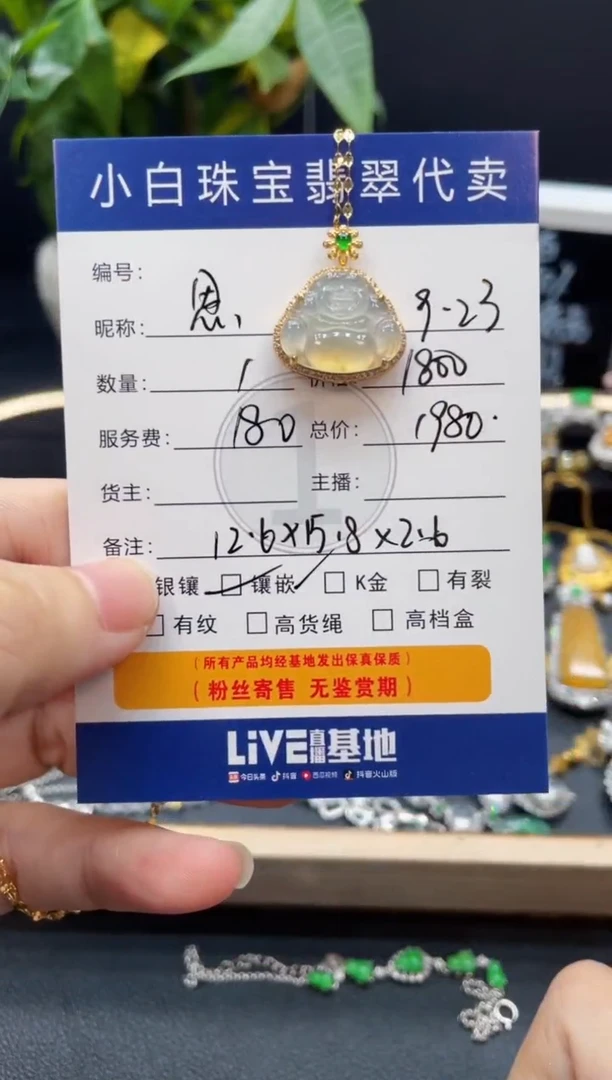 小白珠宝翡翠代卖
编号:
昵称: 恩, 9-23
数量: 1 1800
服务费: 180 总价: 1980.
货主: 主播:
备注: 12.6×15.8×2.6
银镶 ☐镶嵌 ☐K金 ☐有裂
☐有纹 ☐高货绳 ☐高档盒
(所有产品均经基地发出保真保质)
(粉丝寄售 无鉴赏期)
LiVE直播基地
今日头条 抖音 西瓜视频 抖音火山版